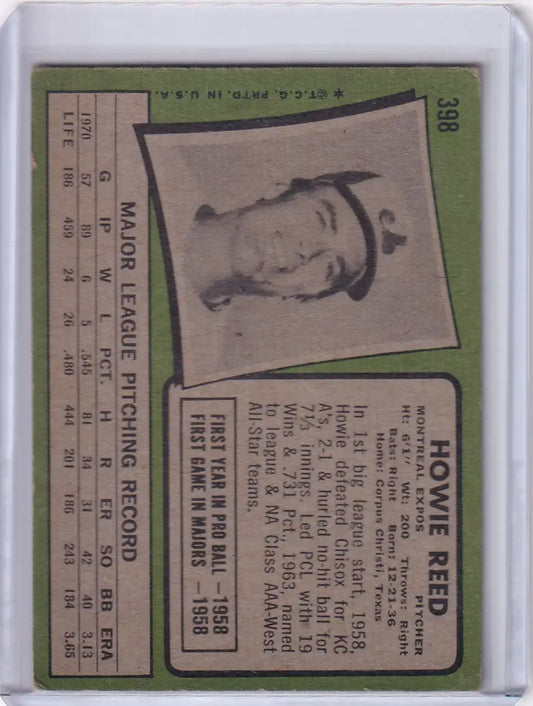 398
*©T.C.G. PRTD. IN U.S.A.
HOWIE REED
PITCHER
MONTREAL EXPOS
Ht: 6'1" Wt: 200 Throws: Right
Bats: Right Born: 12-21-36
Home: Corpus Christi, Texas
In 1st big league start, 1958,
Howie defeated Chisox for KC
A's, 2-1 & hurled no-hit ball for
7⅓ innings. Led PCL with 19
Wins & .731 Pct., 1963, named
to league & NA Class AAA-West
All-Star teams.
FIRST YEAR IN PRO BALL —1958
FIRST GAME IN MAJORS —1958
MAJOR LEAGUE PITCHING RECORD
G IP W L PCT. H R ER SO BB ERA
1970 57 89 6 5 .545 81 34 31 42 40 3.13
LIFE 186 459 24 26 .480 444 201 186 243 184 3.65